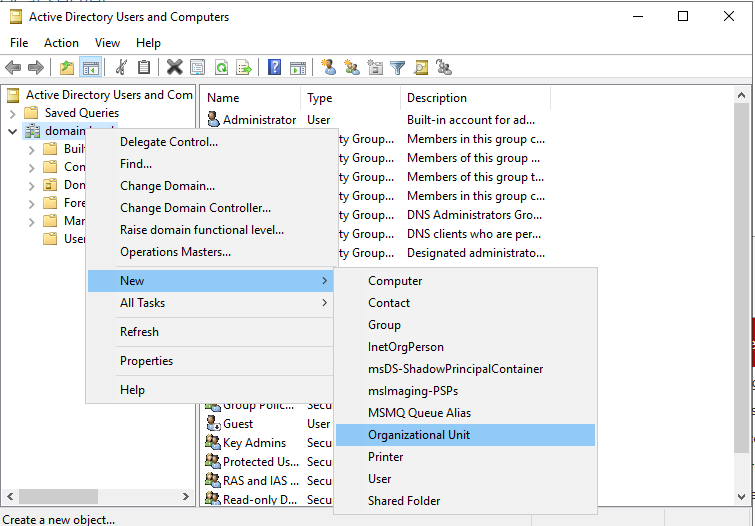 Active Directory Users and Computers
File Action View Help
Active Directory Users and Com
Saved Queries
domain
Buil
Con
Don
Fore
Mar
User
Name Type Description
Administrator User Built-in account for ad...
ty Group... Members in this group c...
ty Group... Members of this group ...
ty Group... Members of this group t...
ty Group... Members in this group c...
ty Group... DNS Administrators Gro...
ty Group... DNS clients who are per...
ty Group... Designated administrato...
Group Polic... Secu
Guest User
Key Admins Secu
Protected Us... Secu
RAS and IAS ... Secu
Read-only D... Secu
Delegate Control...
Find...
Change Domain...
Change Domain Controller...
Raise domain functional level...
Operations Masters...
New
All Tasks
Refresh
Properties
Help
Computer
Contact
Group
InetOrgPerson
msDS-ShadowPrincipalContainer
msImaging-PSPs
MSMQ Queue Alias
Organizational Unit
Printer
User
Shared Folder
Create a new object...